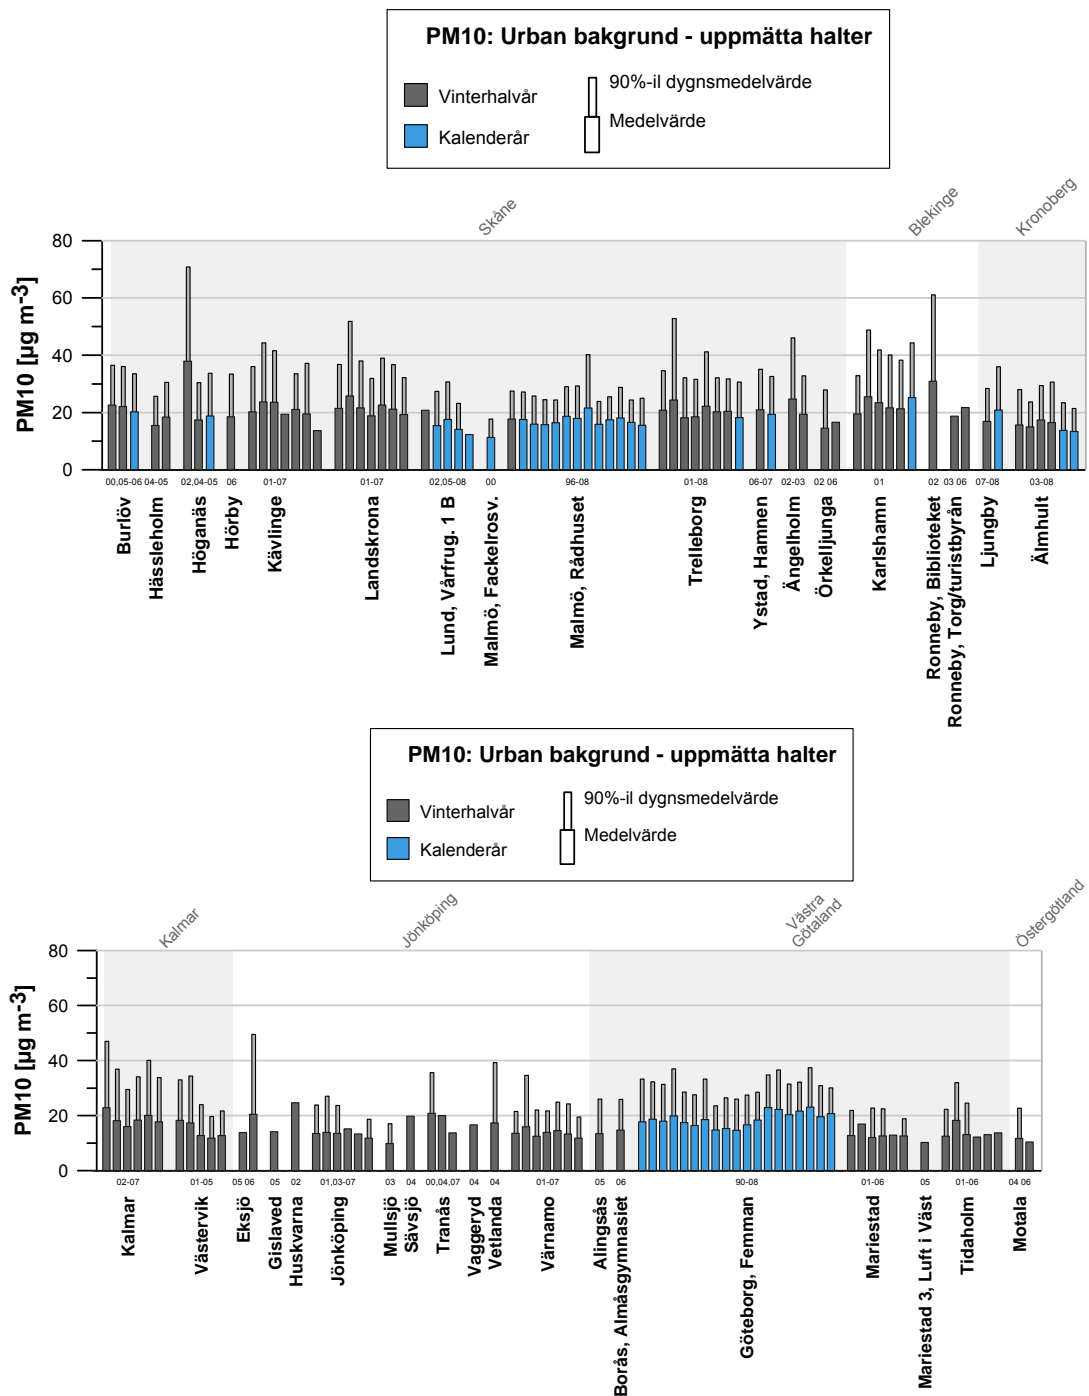 PM10: Urban bakgrund - uppmätta halter
Vinterhalvår
90%-il dygnsmedelvärde
Kalenderår
Medelvärde
Skåne
Blekinge
Kronoberg
PM10 [µg m-3]
80
60
40
20
0
00,05-06 04-05 02,04-05 06 01-07 01-07 02,05-08 00 96-08 01-08 06-07 02-03 02 06 01 02 03 06 07-08 03-08
Burlöv
Hässleholm
Höganäs
Hörby
Kävlinge
Landskrona
Lund, Vårfrug. 1 B
Malmö, Fackelrosv.
Malmö, Rådhuset
Trelleborg
Ystad, Hamnen
Ängelholm
Örkelljunga
Karlshamn
Ronneby, Biblioteket
Ronneby, Torg/turistbyrån
Ljungby
Älmhult
PM10: Urban bakgrund - uppmätta halter
Vinterhalvår
90%-il dygnsmedelvärde
Kalenderår
Medelvärde
Kalmar
Jönköping
Västra
Götaland
Östergötland
PM10 [µg m-3]
80
60
40
20
0
02-07 01-05 05 06 05 02 01,03-07 03 04 00,04,07 04 04 01-07 05 06 90-08 01-06 05 01-06 04 06
Kalmar
Västervik
Eksjö
Gislaved
Huskvarna
Jönköping
Mullsjö
Sävsjö
Tranås
Vaggeryd
Vetlanda
Värnamo
Alingsås
Borås, Almåsgymnasiet
Göteborg, Femman
Mariestad
Mariestad 3, Luft i Väst
Tidaholm
Motala